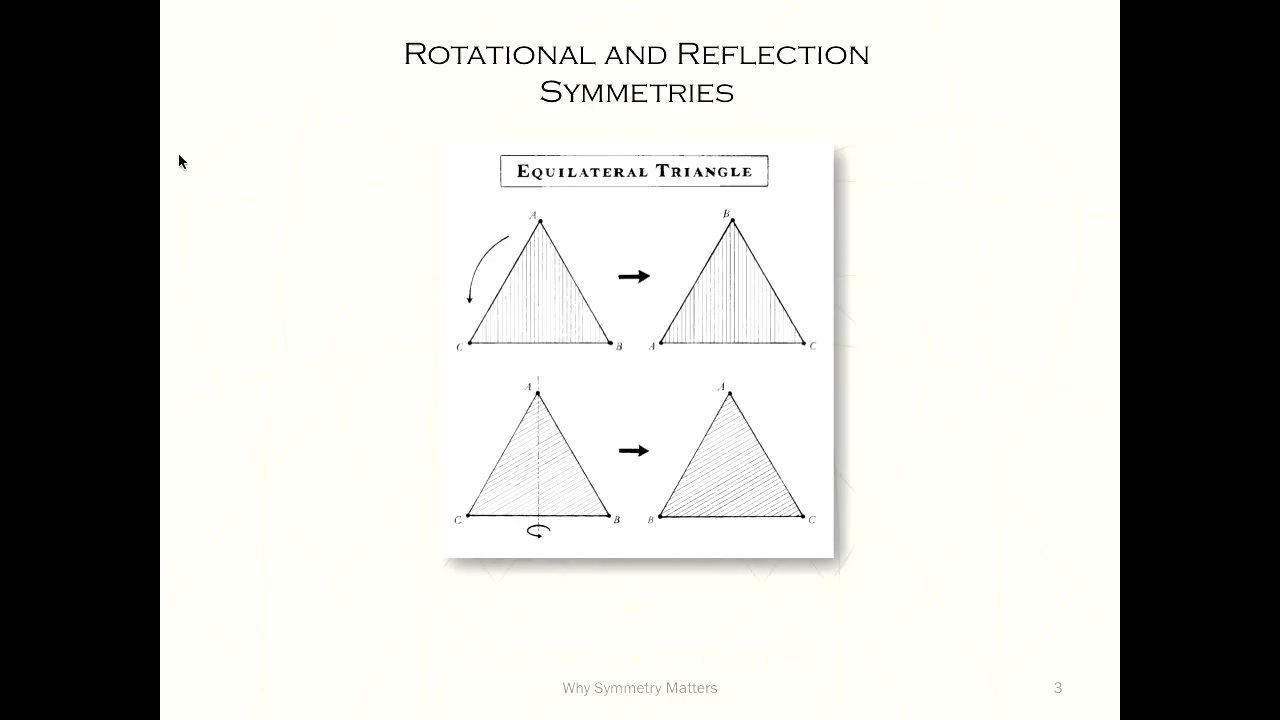 Rotational and Reflection
Symmetries
Equilateral Triangle
A
B
C
B
A
C
A
A
C
B
B
C
Why Symmetry Matters
3